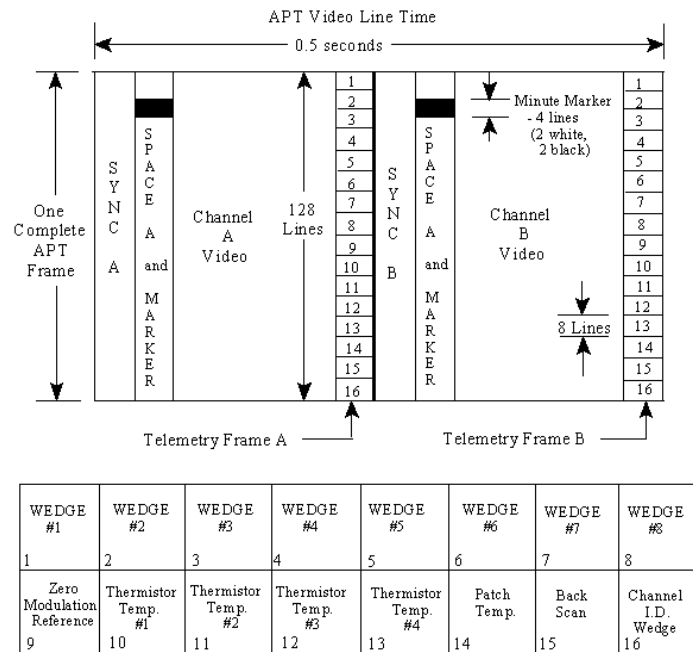 APT Video Line Time
0.5 seconds
One
Complete
APT
Frame
SYNC A
SPACE A and MARKER
Channel
A
Video
128
Lines
1
2
3
4
5
6
7
8
9
10
11
12
13
14
15
16
SYNC B
SPACE A and MARKER
Minute Marker
- 4 lines
(2 white,
2 black)
Channel
B
Video
8 Lines
1
2
3
4
5
6
7
8
9
10
11
12
13
14
15
16
Telemetry Frame A
Telemetry Frame B
WEDGE
#1
1
WEDGE
#2
2
WEDGE
#3
3
WEDGE
#4
4
WEDGE
#5
5
WEDGE
#6
6
WEDGE
#7
7
WEDGE
#8
8
Zero
Modulation
Reference
9
Thermistor
Temp.
#1
10
Thermistor
Temp.
#2
11
Thermistor
Temp.
#3
12
Thermistor
Temp.
#4
13
Patch
Temp.
14
Back
Scan
15
Channel
I.D.
Wedge
16